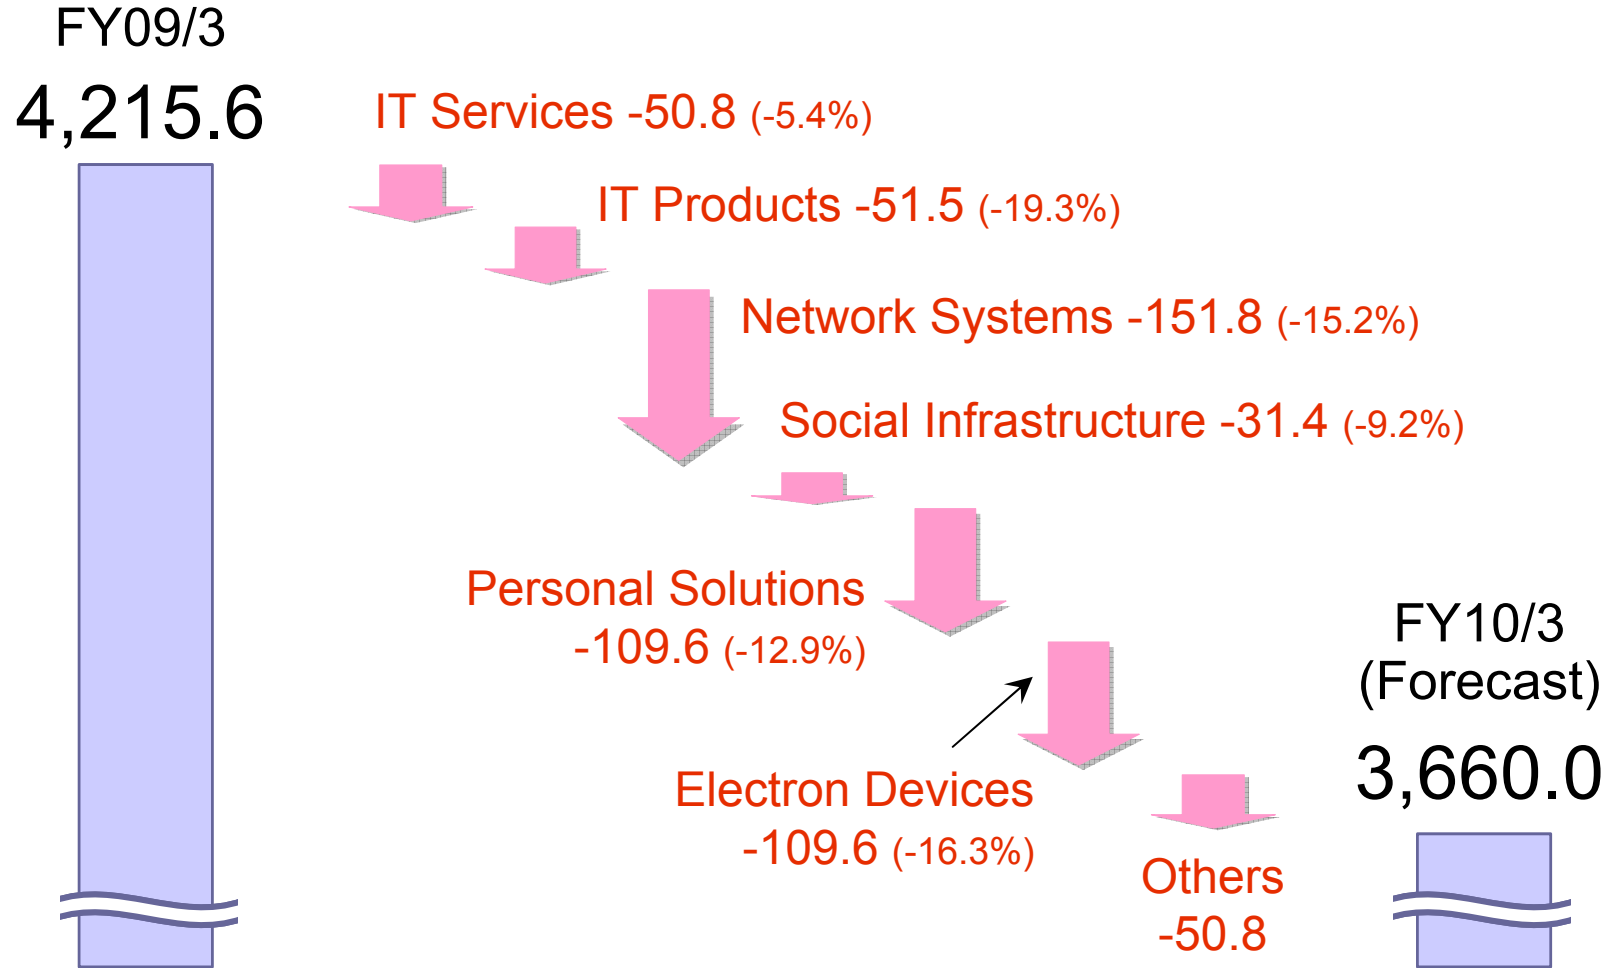 FY09/3
4,215.6
IT Services -50.8 (-5.4%)
IT Products -51.5 (-19.3%)
Network Systems -151.8 (-15.2%)
Social Infrastructure -31.4 (-9.2%)
Personal Solutions
-109.6 (-12.9%)
Electron Devices
-109.6 (-16.3%)
Others
-50.8
FY10/3
(Forecast)
3,660.0